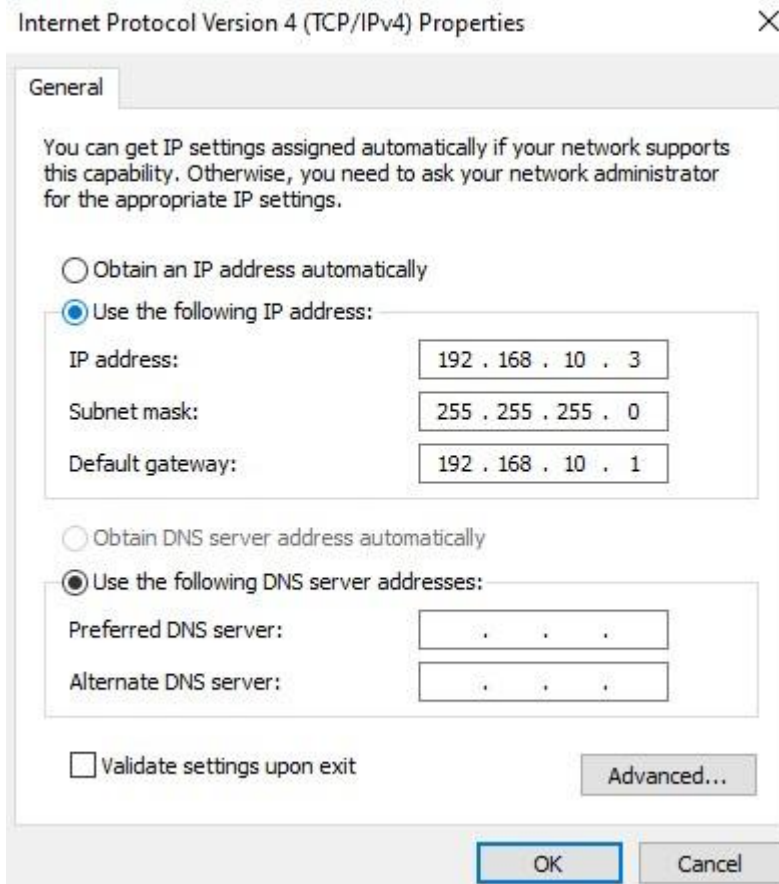 Internet Protocol Version 4 (TCP/IPv4) Properties
General
You can get IP settings assigned automatically if your network supports
this capability. Otherwise, you need to ask your network administrator
for the appropriate IP settings.
Obtain an IP address automatically
Use the following IP address:
IP address: 192 . 168 . 10 . 3
Subnet mask: 255 . 255 . 255 . 0
Default gateway: 192 . 168 . 10 . 1
Obtain DNS server address automatically
Use the following DNS server addresses:
Preferred DNS server: . . .
Alternate DNS server: . . .
Validate settings upon exit
Advanced...
OK Cancel